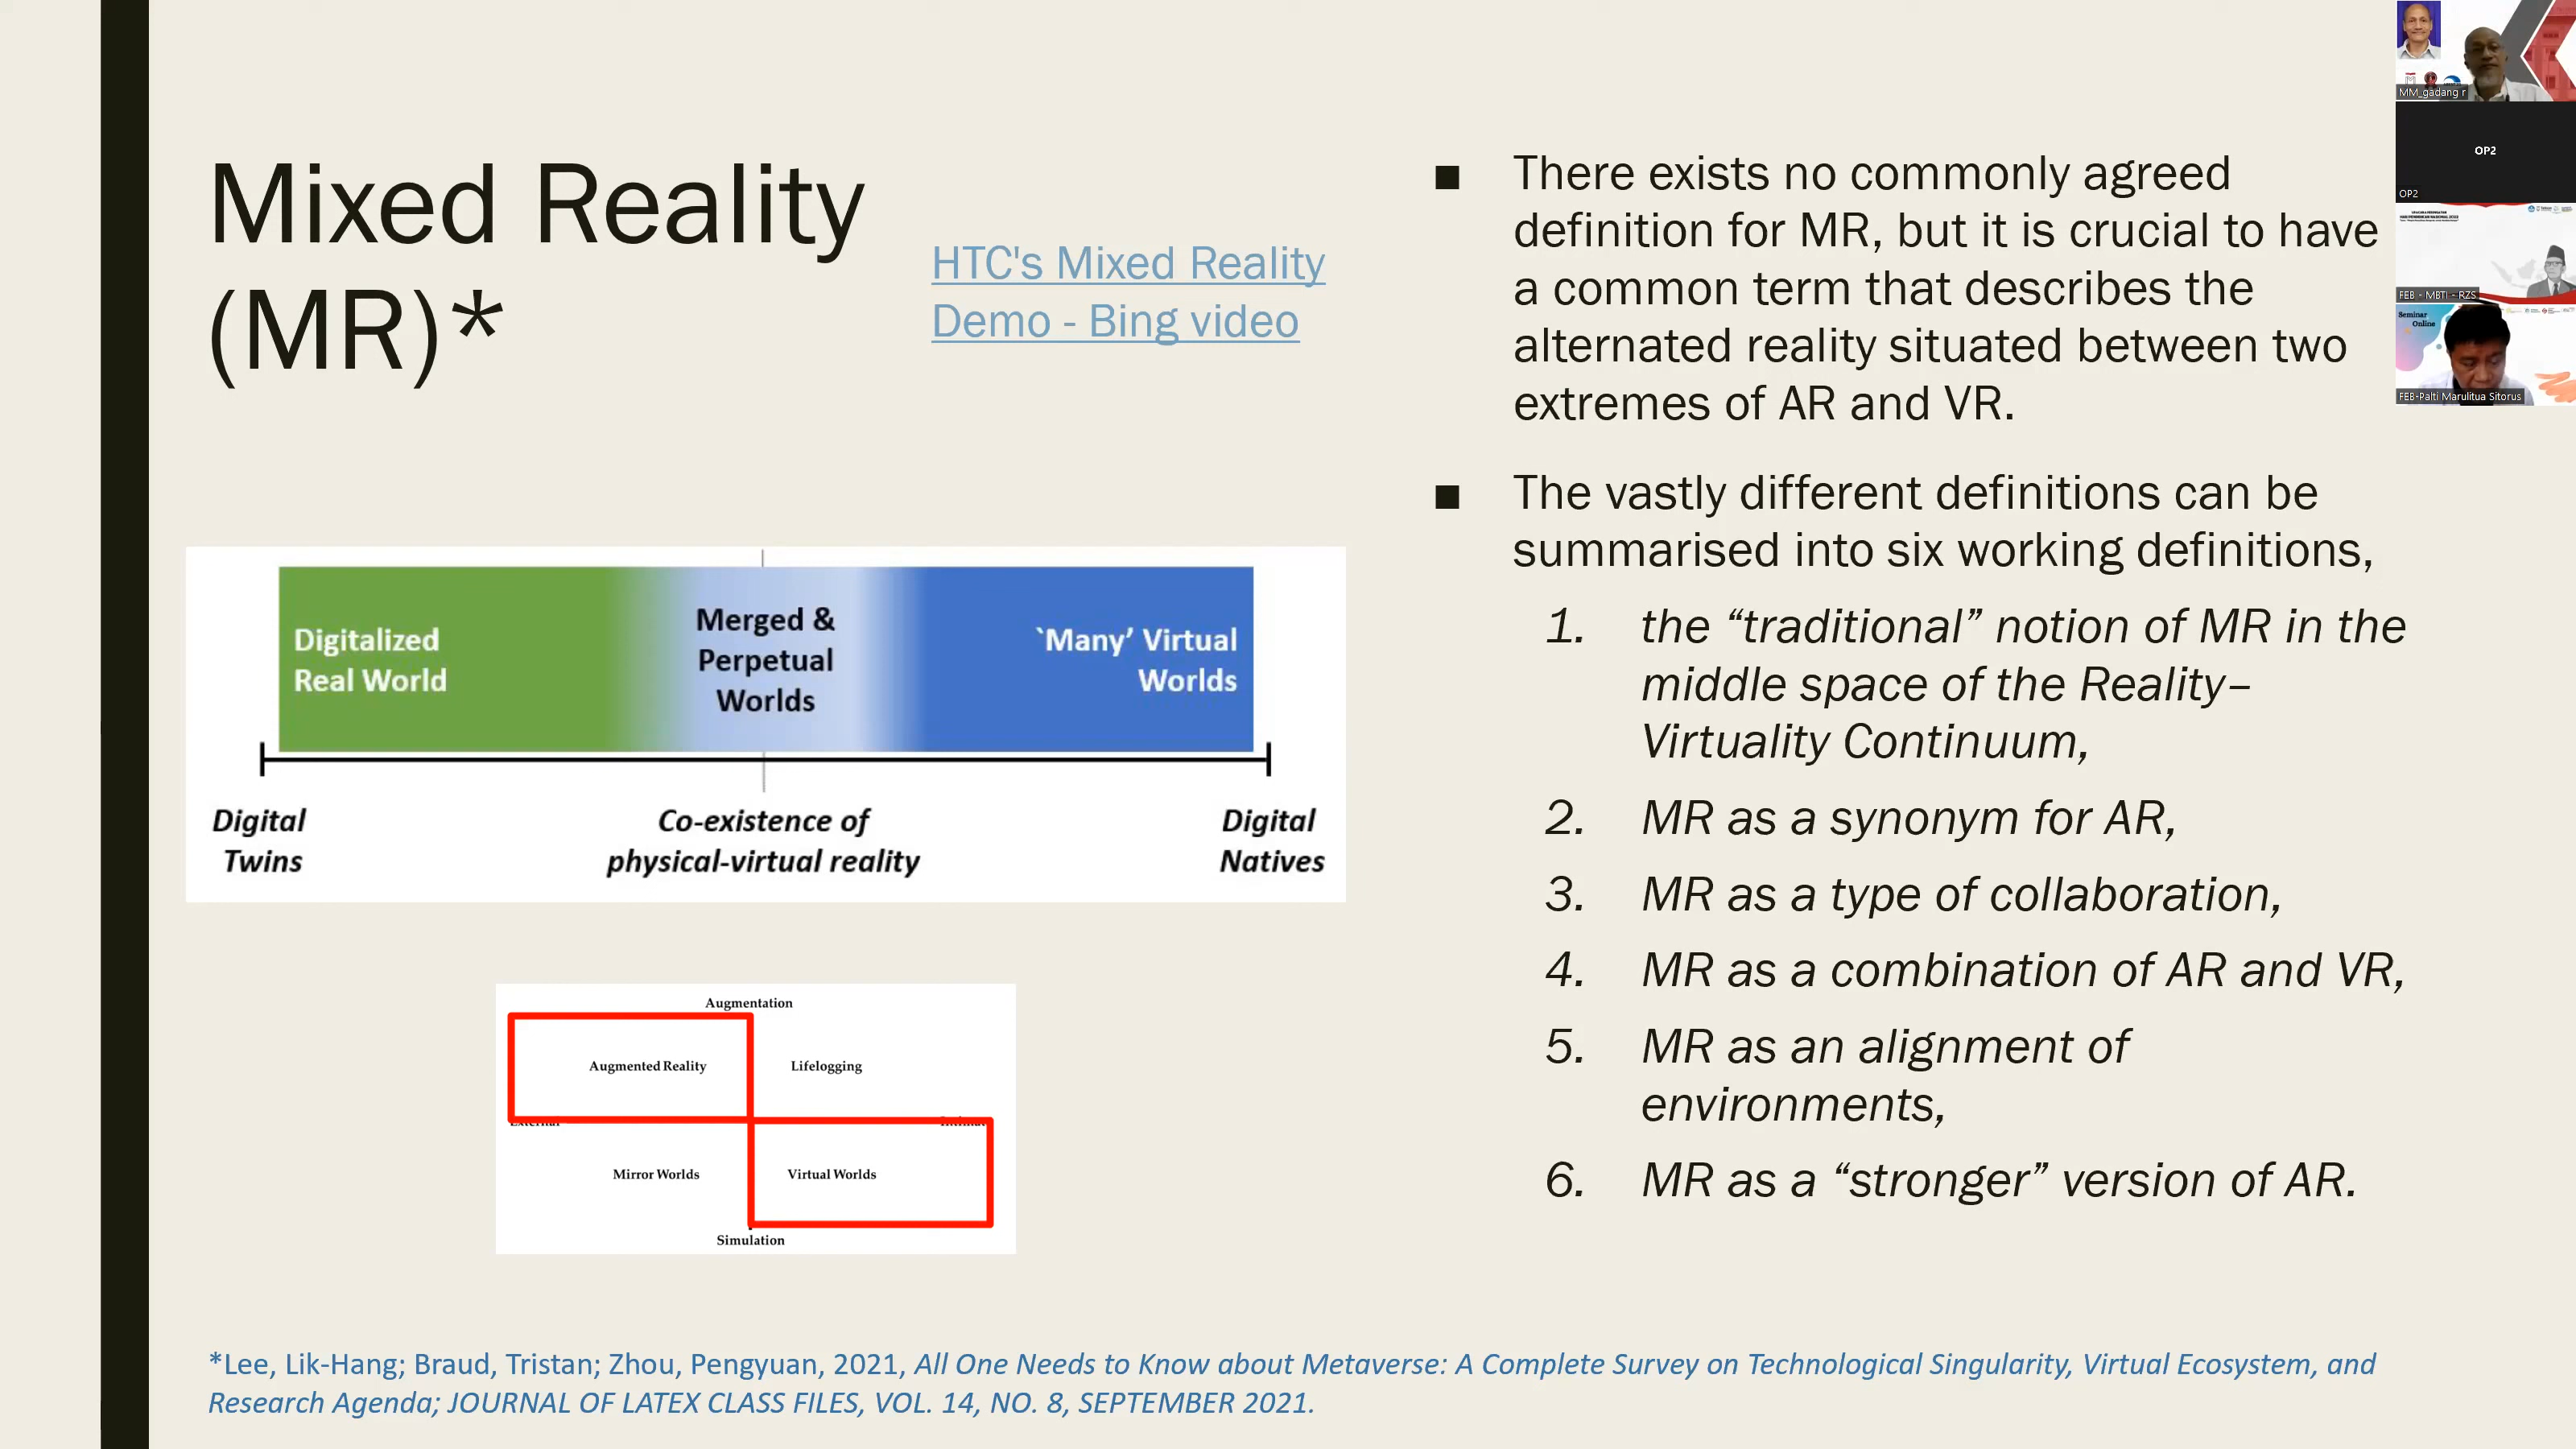 Mixed Reality
(MR)*
HTC's Mixed Reality
Demo - Bing video
Digitalized
Real World
Merged &
Perpetual
Worlds
`Many’ Virtual
Worlds
Digital
Twins
Co-existence of
physical-virtual reality
Digital
Natives
Augmentation
Augmented Reality
Lifelogging
Mirror Worlds
Virtual Worlds
Simulation
■ There exists no commonly agreed
definition for MR, but it is crucial to have
a common term that describes the
alternated reality situated between two
extremes of AR and VR.
■ The vastly different definitions can be
summarised into six working definitions,
1. the “traditional” notion of MR in the
middle space of the Reality–
Virtuality Continuum,
2. MR as a synonym for AR,
3. MR as a type of collaboration,
4. MR as a combination of AR and VR,
5. MR as an alignment of
environments,
6. MR as a “stronger” version of AR.
*Lee, Lik-Hang; Braud, Tristan; Zhou, Pengyuan, 2021, All One Needs to Know about Metaverse: A Complete Survey on Technological Singularity, Virtual Ecosystem, and
Research Agenda; JOURNAL OF LATEX CLASS FILES, VOL. 14, NO. 8, SEPTEMBER 2021.
MM_gadang r
OP2
OP2
FEB - MBTI - RZS
Seminar
Online
FEB-Palti Marulitua Sitorus